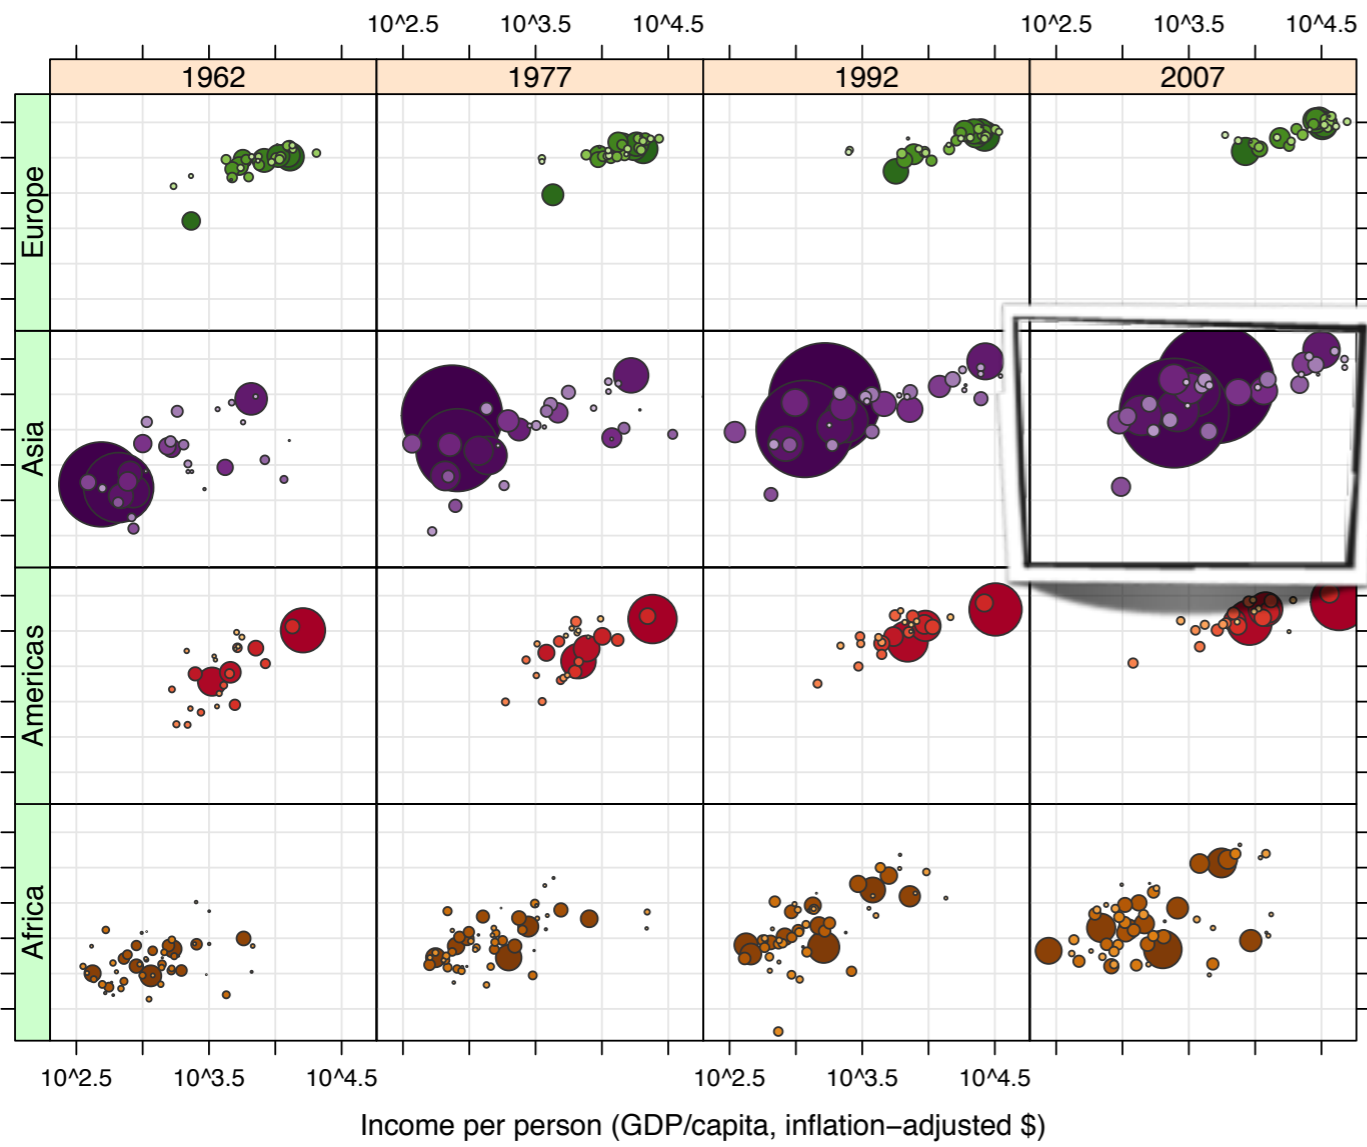 10^2.5 10^3.5 10^4.5 10^2.5 10^3.5 10^4.5
1962 1977 1992 2007
Europe
Asia
Americas
Africa
10^2.5 10^3.5 10^4.5 10^2.5 10^3.5 10^4.5
Income per person (GDP/capita, inflation−adjusted $)